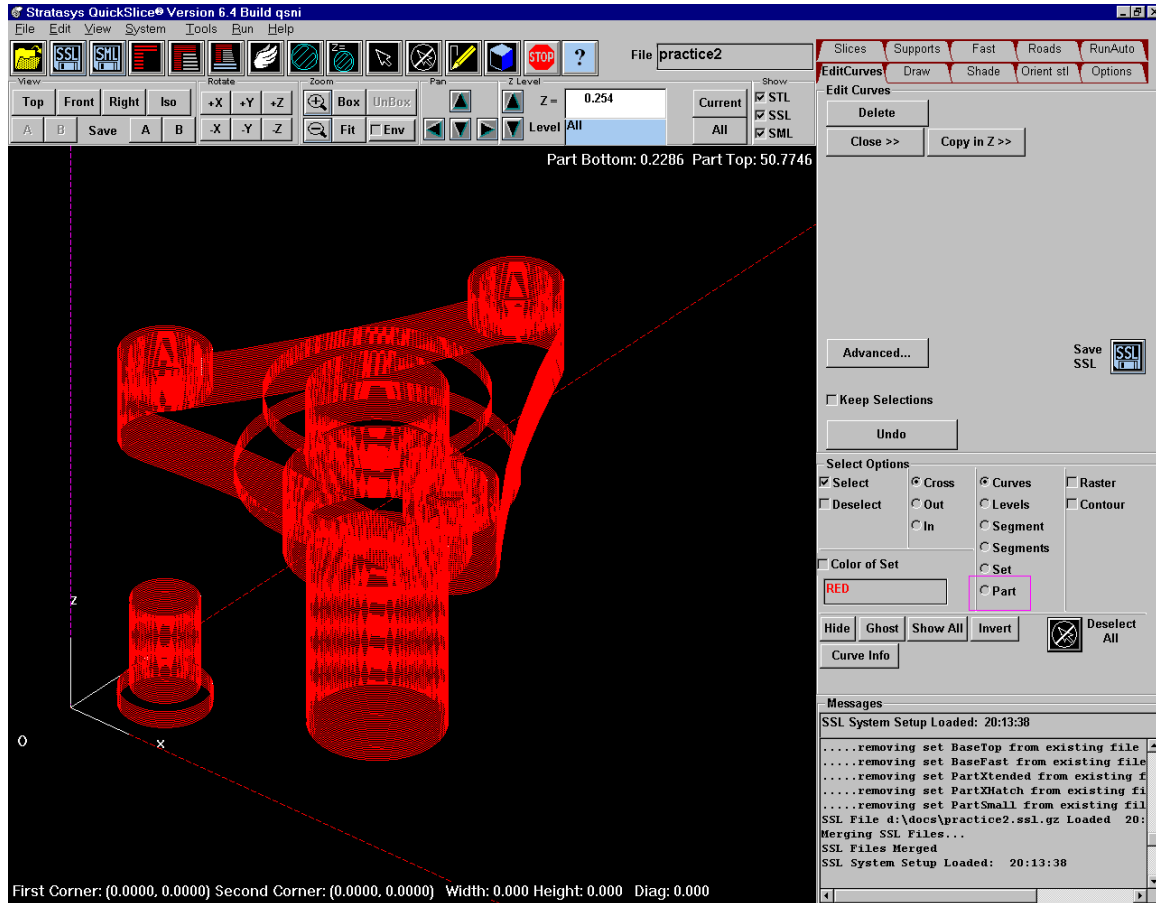 Stratasys QuickSlice® Version 6.4 Build qsni
File Edit View System Tools Run Help
SSL SML Z= STOP ? File practice2
View Rotate Zoom Pan Z Level Show
Top Front Right Iso +X +Y +Z Box UnBox Z = 0.254 Current STL
SSL
A B Save A B -X -Y -Z Fit Env Level All All SML
Part Bottom: 0.2286 Part Top: 50.7746
z
O
x
First Corner: (0.0000, 0.0000) Second Corner: (0.0000, 0.0000) Width: 0.000 Height: 0.000 Diag: 0.000
Slices Supports Fast Roads RunAuto
EditCurves Draw Shade Orient stl Options
Edit Curves
Delete
Close >> Copy in Z >>
Advanced... Save SSL SSL
Keep Selections
Undo
Select Options
Select Cross Curves Raster
Deselect Out Levels Contour
In Segment
Segments
Color of Set Set
RED Part
Hide Ghost Show All Invert Deselect All
Curve Info
Messages
SSL System Setup Loaded: 20:13:38
.....removing set BaseTop from existing file
.....removing set BaseFast from existing file
.....removing set PartXtended from existing f
.....removing set PartXHatch from existing fi
.....removing set PartSmall from existing fil
SSL File d:\docs\practice2.ssl.gz Loaded 20:
Merging SSL Files...
SSL Files Merged
SSL System Setup Loaded: 20:13:38